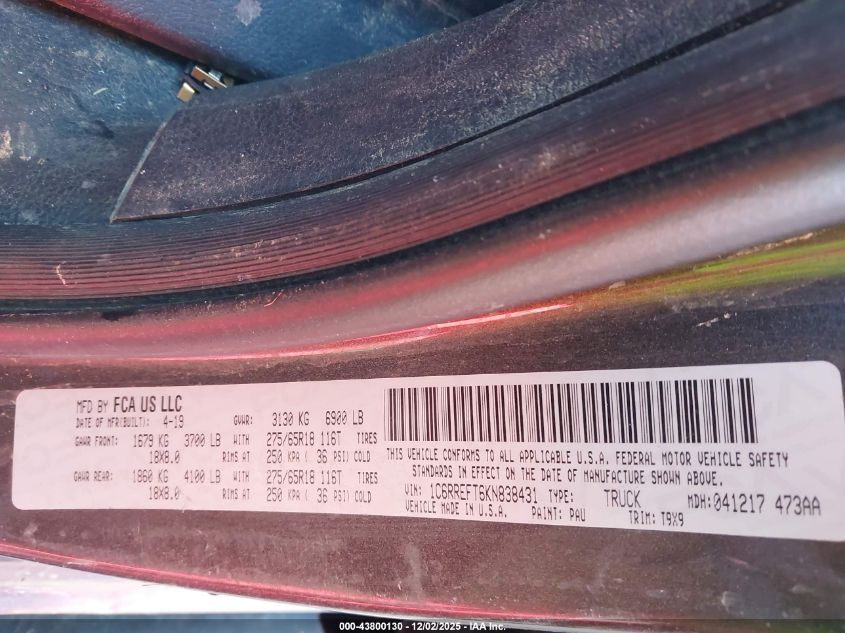 MFD BY FCA US LLC
DATE OF MFR(BUILT): 4-19 GVWR: 3130 KG 6900 LB
GAWR FRONT: 1679 KG 3700 LB WITH 275/65R18 116T TIRES
18X8.0 RIMS AT 250 KPA ( 36 PSI) COLD
GAWR REAR: 1860 KG 4100 LB WITH 275/65R18 116T TIRES
18X8.0 RIMS AT 250 KPA ( 36 PSI) COLD
THIS VEHICLE CONFORMS TO ALL APPLICABLE U.S.A. FEDERAL MOTOR VEHICLE SAFETY
STANDARDS IN EFFECT ON THE DATE OF MANUFACTURE SHOWN ABOVE.
VIN: 1C6RREFT6KN838431 TYPE: TRUCK MDH: 041217 473AA
VEHICLE MADE IN U.S.A. PAINT: PAU TRIM: T9X9
000-43800130 - 12/02/2025 - IAA Inc.